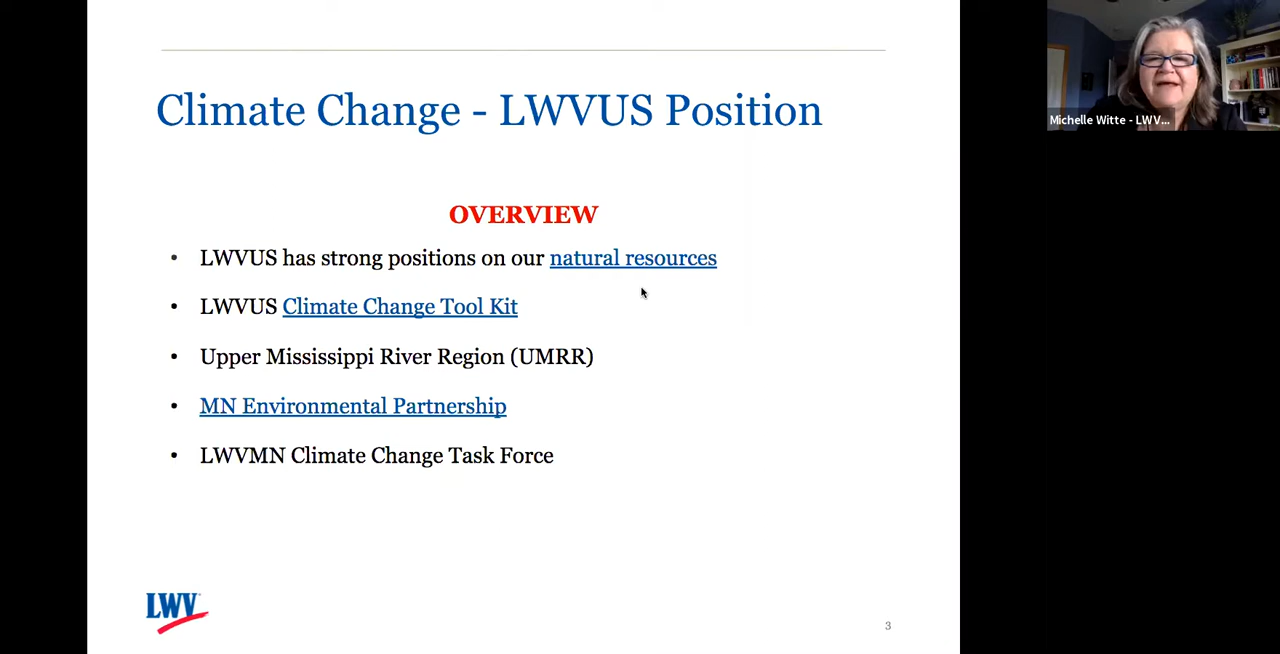 Climate Change - LWVUS Position
Michelle Witte - LWV...
OVERVIEW
• LWVUS has strong positions on our natural resources
• LWVUS Climate Change Tool Kit
• Upper Mississippi River Region (UMRR)
• MN Environmental Partnership
• LWVMN Climate Change Task Force
LWV
3